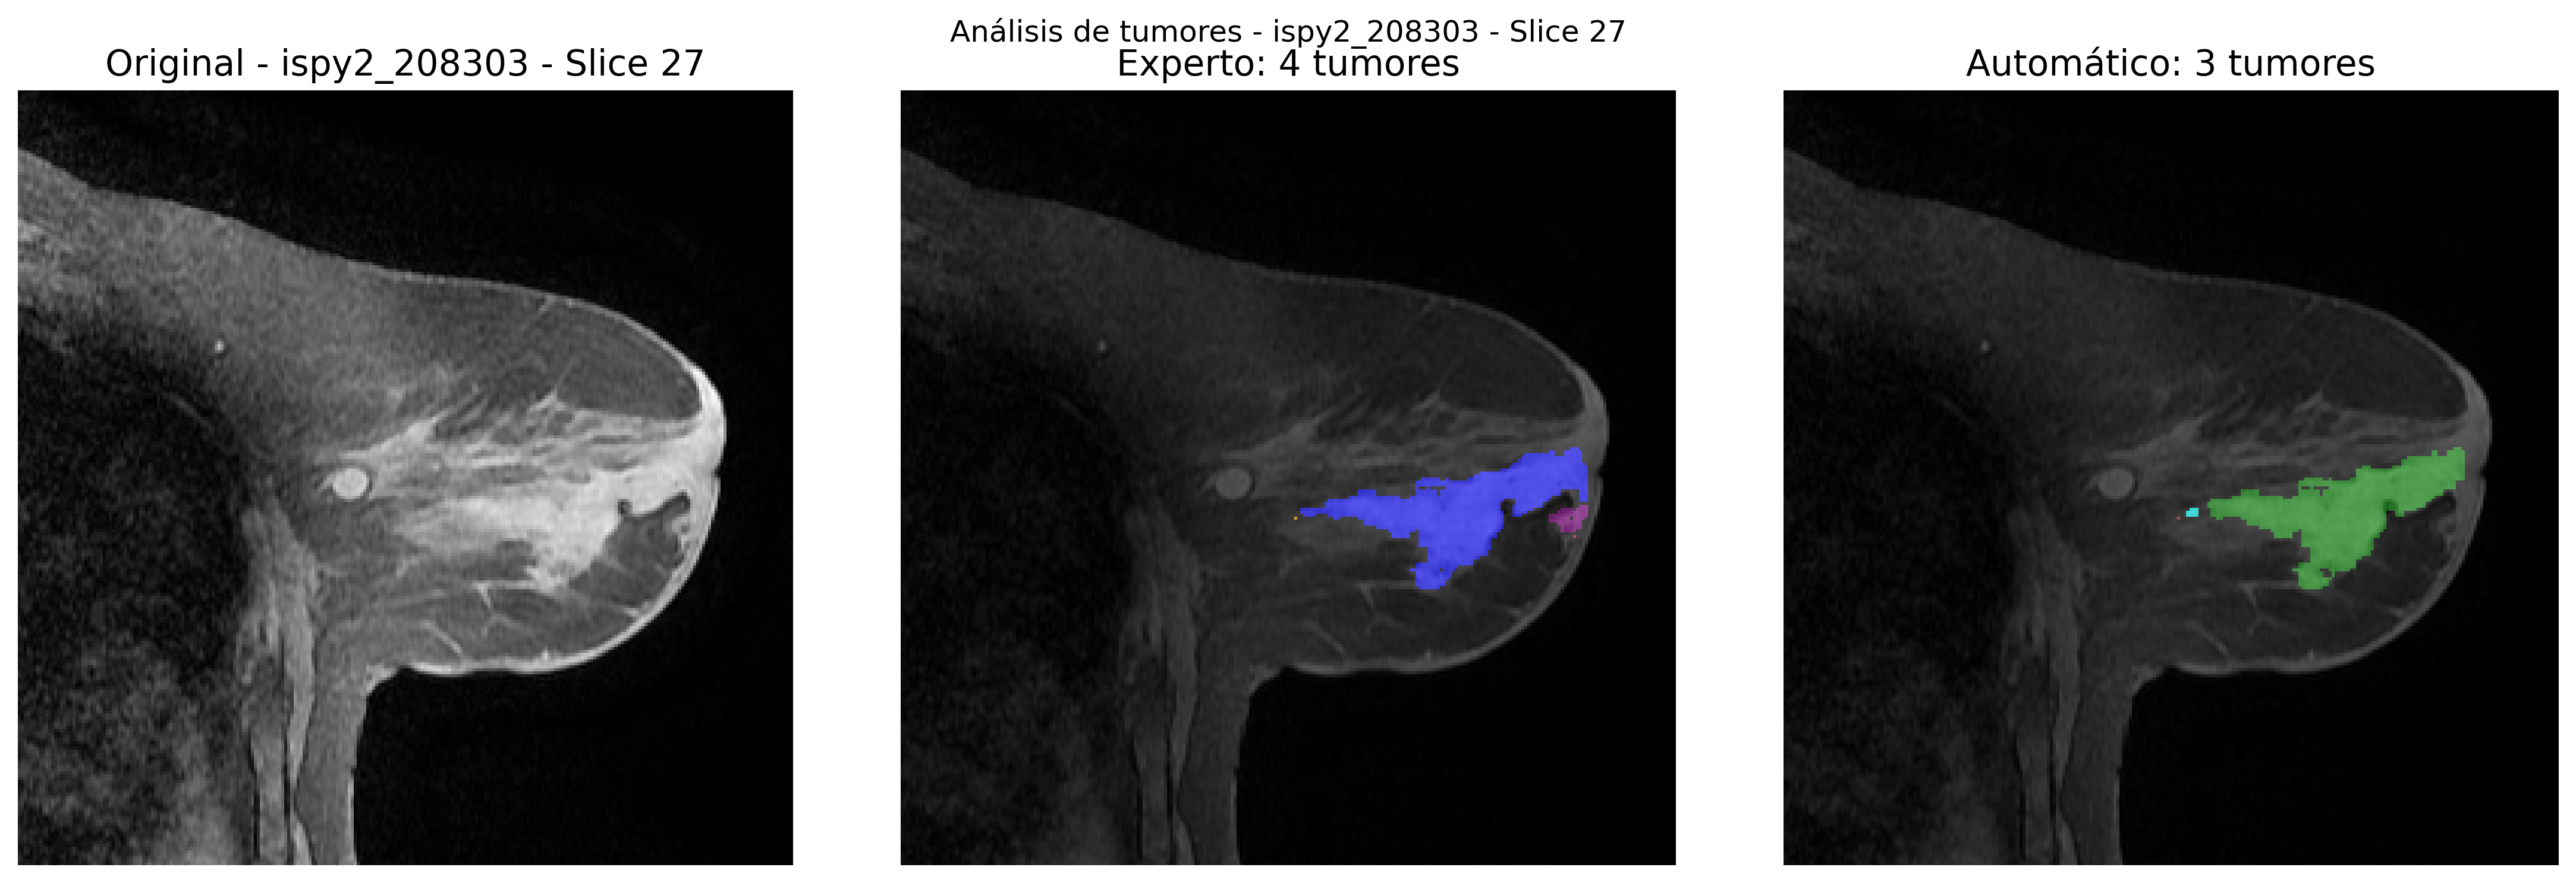 Análisis de tumores - ispy2_208303 - Slice 27
Original - ispy2_208303 - Slice 27
Experto: 4 tumores
Automático: 3 tumores